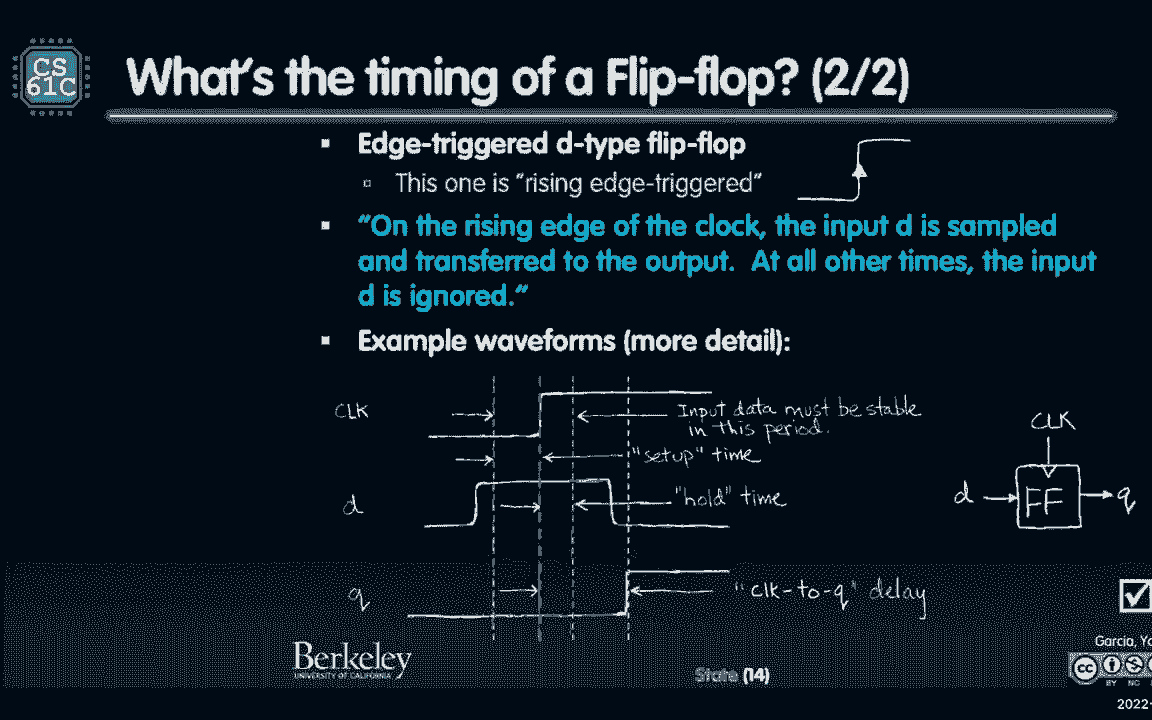 CS
61C
What's the timing of a Flip-flop? (2/2)
Edge-triggered d-type flip-flop
This one is "rising edge-triggered"
"On the rising edge of the clock, the input d is sampled
and transferred to the output. At all other times, the input
d is ignored."
Example waveforms (more detail):
CLK
Input data must be stable
in this period.
"setup" time
d
"hold" time
q
"clk-to-q" delay
CLK
d
FF
q
Berkeley
UNIVERSITY OF CALIFORNIA
State (14)
Garcia, Yo
cc
BY NC
2022-